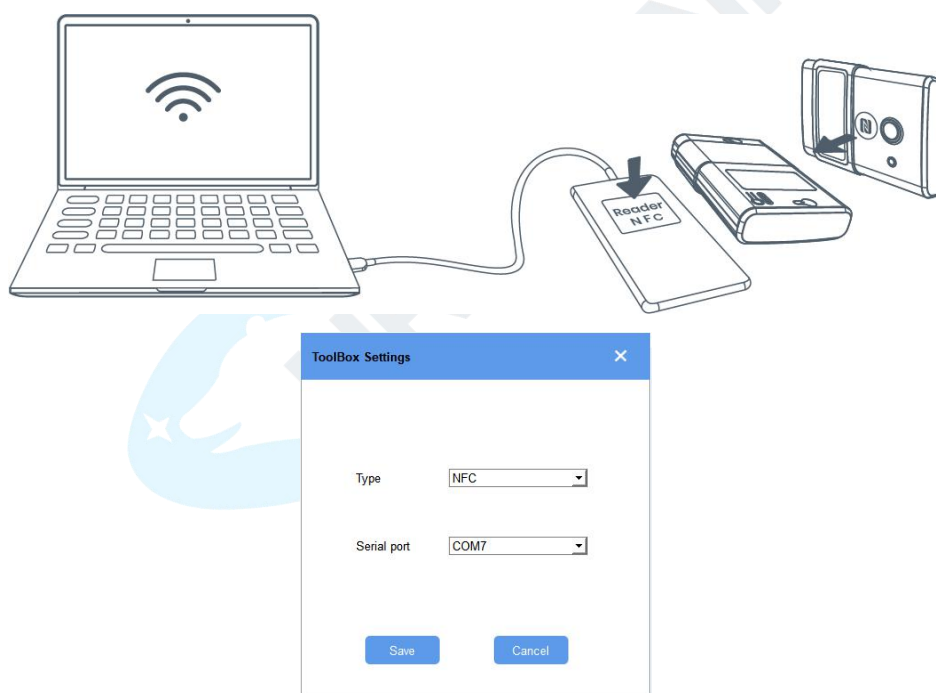 Reader
NFC
ToolBox Settings
Type
NFC
Serial port
COM7
Save
Cancel